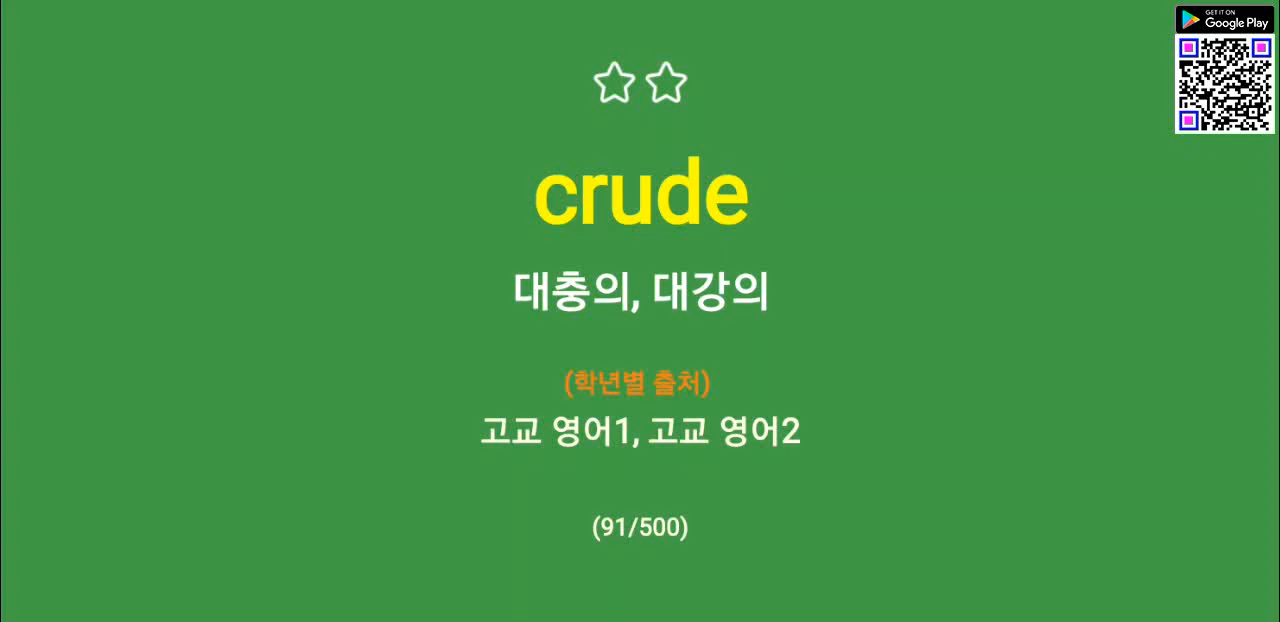 GET IT ON
Google Play
crude
대충의, 대강의
(학년별 출처)
고교 영어1, 고교 영어2
(91/500)